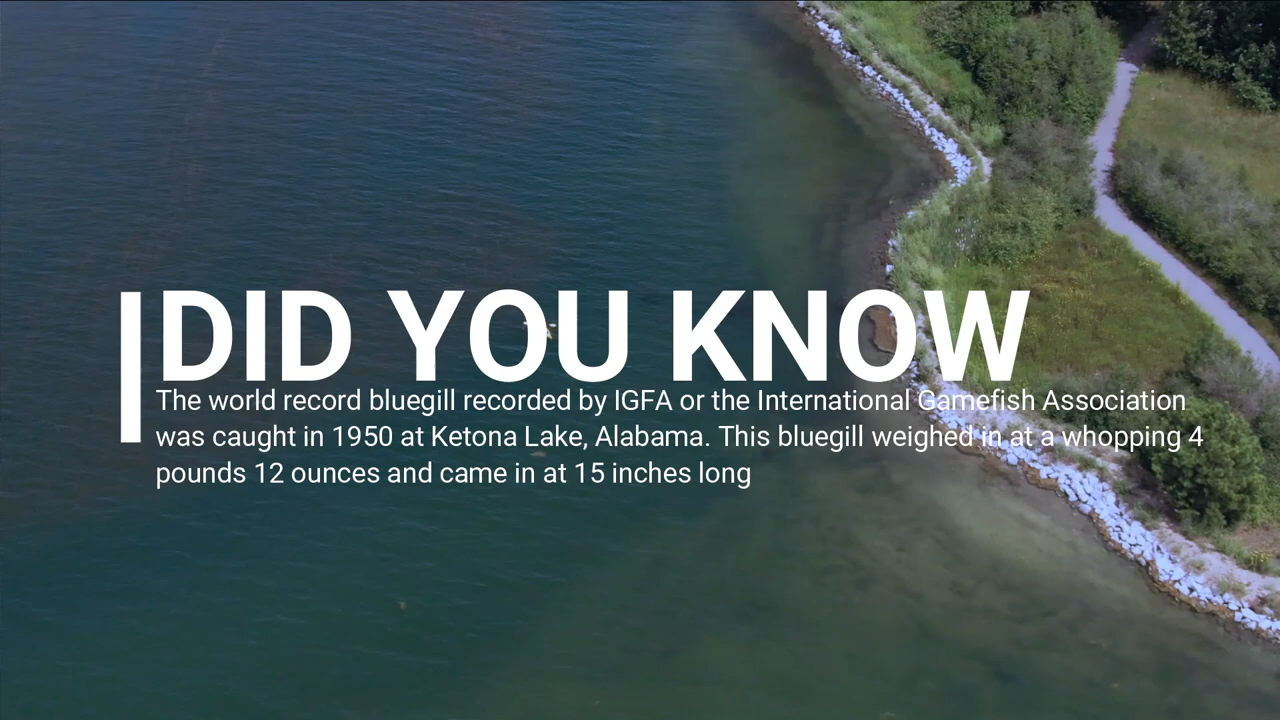 DID YOU KNOW
The world record bluegill recorded by IGFA or the International Gamefish Association
was caught in 1950 at Ketona Lake, Alabama. This bluegill weighed in at a whopping 4
pounds 12 ounces and came in at 15 inches long